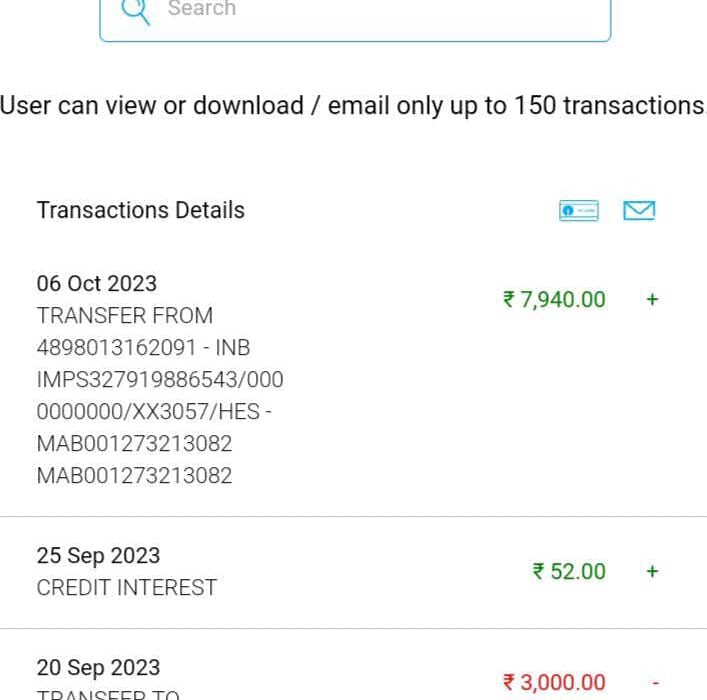 Search
User can view or download / email only up to 150 transactions.
Transactions Details
06 Oct 2023
₹ 7,940.00 +
TRANSFER FROM
4898013162091 - INB
IMPS327919886543/000
0000000/XX3057/HES -
MAB001273213082
MAB001273213082
25 Sep 2023
₹ 52.00 +
CREDIT INTEREST
20 Sep 2023
₹ 3,000.00 -
TRANSFER TO